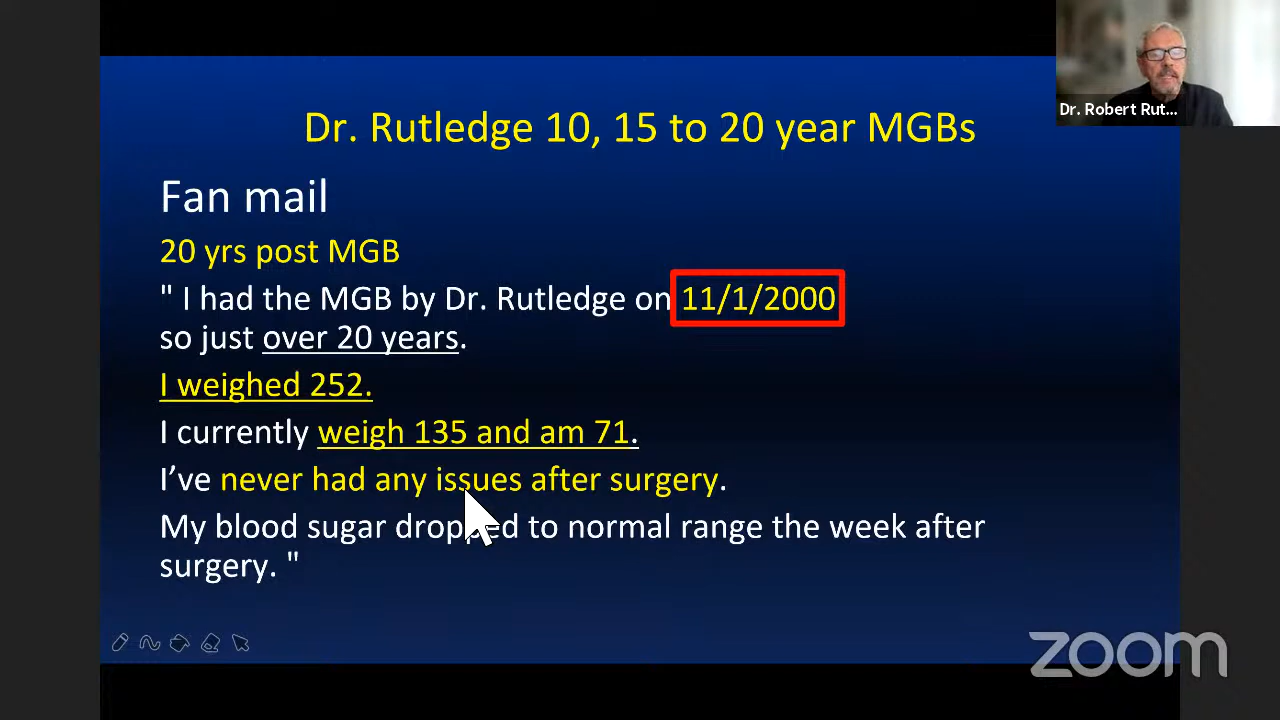 Dr. Robert Rut...
Dr. Rutledge 10, 15 to 20 year MGBs
Fan mail
20 yrs post MGB
" I had the MGB by Dr. Rutledge on 11/1/2000
so just over 20 years.
I weighed 252.
I currently weigh 135 and am 71.
I’ve never had any issues after surgery.
My blood sugar dropped to normal range the week after
surgery. "
zoom